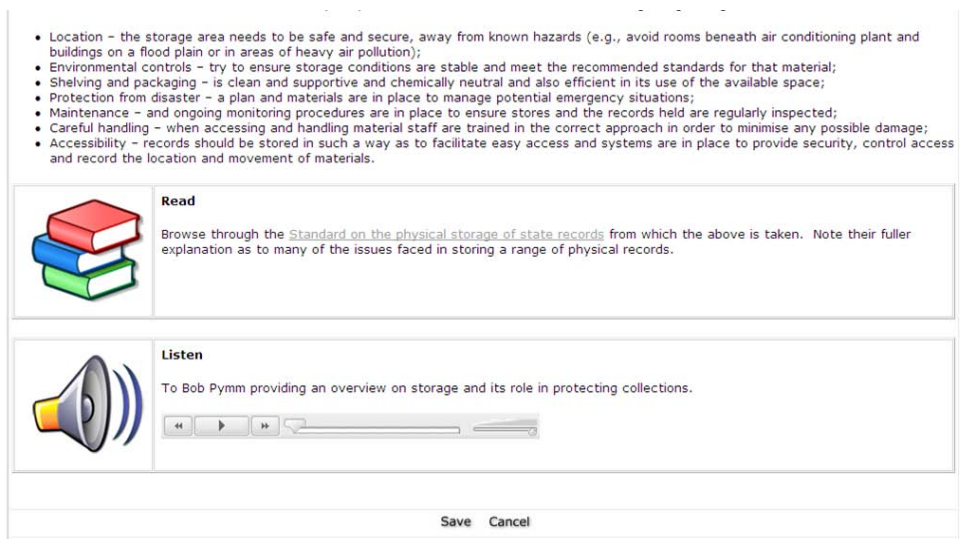 • Location – the storage area needs to be safe and secure, away from known hazards (e.g., avoid rooms beneath air conditioning plant and
buildings on a flood plain or in areas of heavy air pollution);
• Environmental controls – try to ensure storage conditions are stable and meet the recommended standards for that material;
• Shelving and packaging – is clean and supportive and chemically neutral and also efficient in its use of the available space;
• Protection from disaster – a plan and materials are in place to manage potential emergency situations;
• Maintenance – and ongoing monitoring procedures are in place to ensure stores and the records held are regularly inspected;
• Careful handling – when accessing and handling material staff are trained in the correct approach in order to minimise any possible damage;
• Accessibility – records should be stored in such a way as to facilitate easy access and systems are in place to provide security, control access
and record the location and movement of materials.
Read
Browse through the Standard on the physical storage of state records from which the above is taken. Note their fuller
explanation as to many of the issues faced in storing a range of physical records.
Listen
To Bob Pymm providing an overview on storage and its role in protecting collections.
Save Cancel